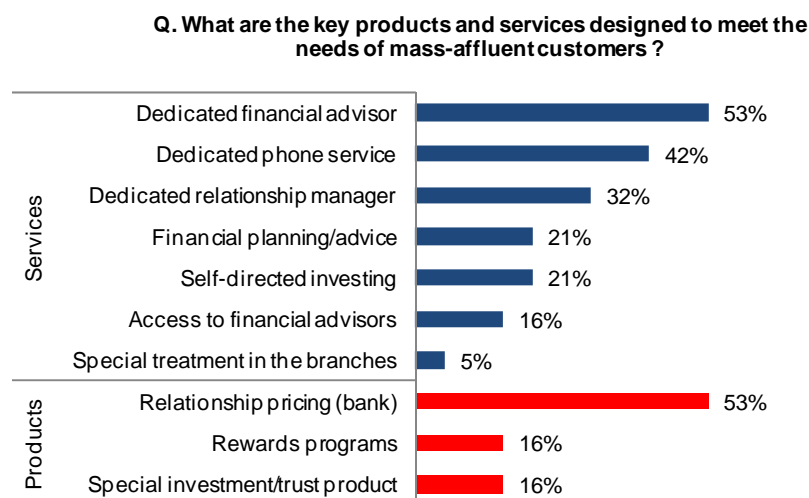 Q. What are the key products and services designed to meet the
needs of mass-affluent customers ?
Services
Dedicated financial advisor 53%
Dedicated phone service 42%
Dedicated relationship manager 32%
Financial planning/advice 21%
Self-directed investing 21%
Access to financial advisors 16%
Special treatment in the branches 5%
Products
Relationship pricing (bank) 53%
Rewards programs 16%
Special investment/trust product 16%